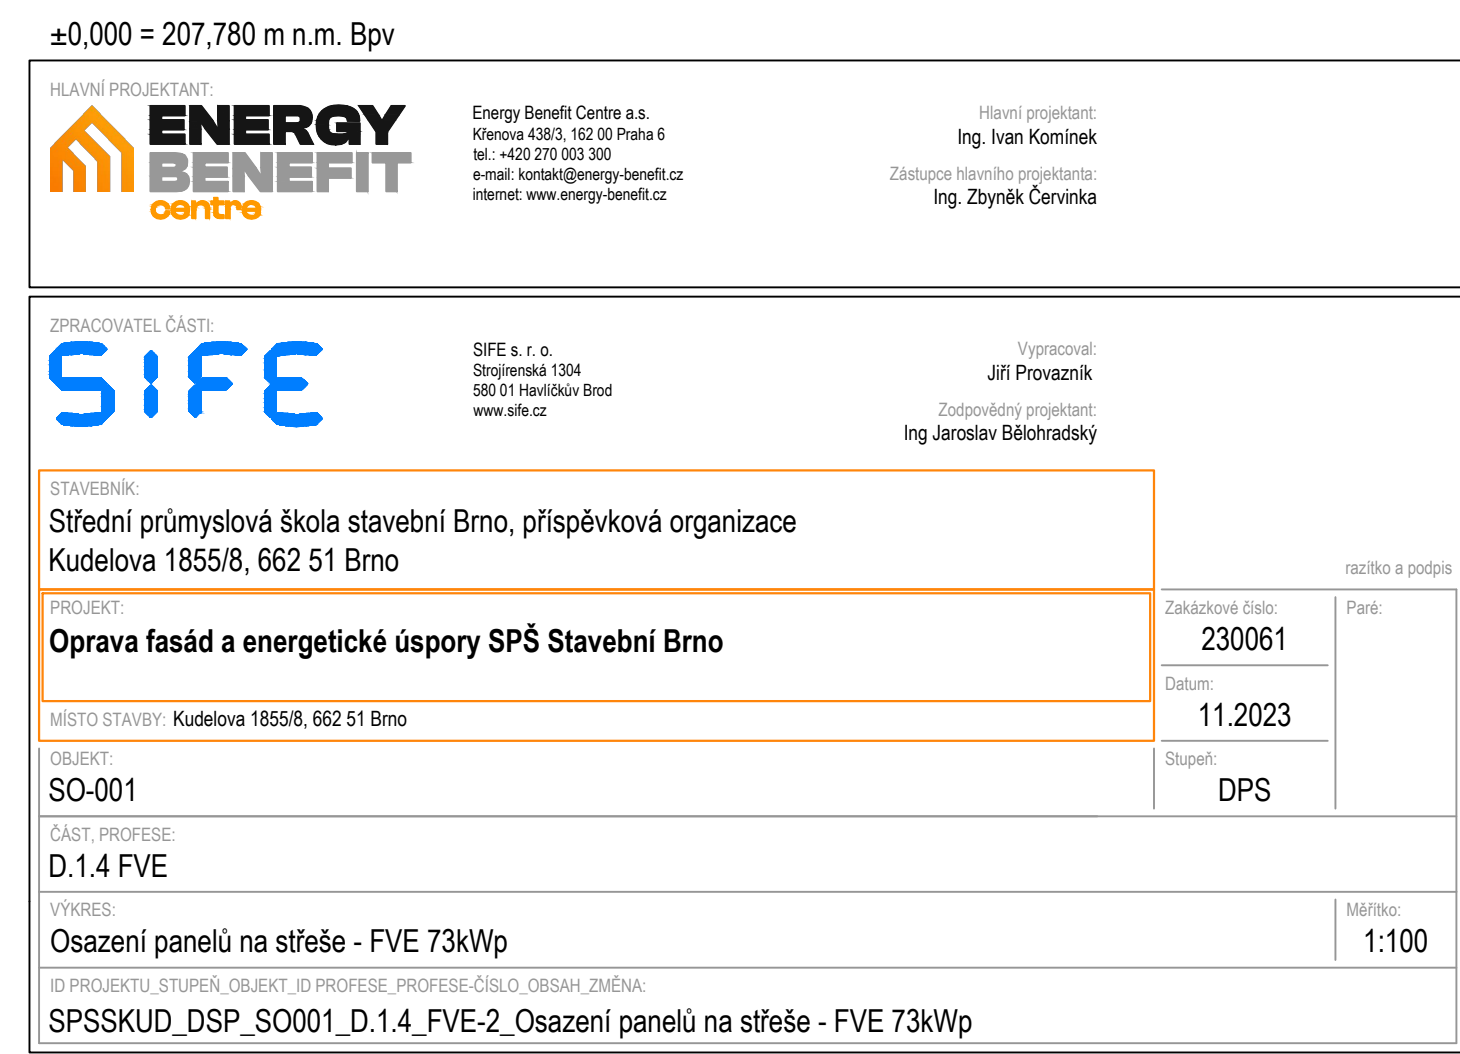 ±0,000 = 207,780 m n.m. Bpv
HLAVNÍ PROJEKTANT:
ENERGY
BENEFIT
centre
Energy Benefit Centre a.s.
Křenova 438/3, 162 00 Praha 6
tel.: +420 270 003 300
e-mail: kontakt@energy-benefit.cz
internet: www.energy-benefit.cz
Hlavní projektant:
Ing. Ivan Komínek
Zástupce hlavního projektanta:
Ing. Zbyněk Červinka
ZPRACOVATEL ČÁSTI:
SIFE
SIFE s. r. o.
Strojírenská 1304
580 01 Havlíčkův Brod
www.sife.cz
Vypracoval:
Jiří Provazník
Zodpovědný projektant:
Ing Jaroslav Bělohradský
STAVEBNÍK:
Střední průmyslová škola stavební Brno, příspěvková organizace
Kudelova 1855/8, 662 51 Brno
razítko a podpis
PROJEKT:
Oprava fasád a energetické úspory SPŠ Stavební Brno
MÍSTO STAVBY: Kudelova 1855/8, 662 51 Brno
Zakázkové číslo:
230061
Paré:
Datum:
11.2023
OBJEKT:
SO-001
Stupeň:
DPS
ČÁST, PROFESE:
D.1.4 FVE
VÝKRES:
Osazení panelů na střeše - FVE 73kWp
Měřítko:
1:100
ID PROJEKTU_STUPEŇ_OBJEKT_ID PROFESE_PROFESE-ČÍSLO_OBSAH_ZMĚNA:
SPSSKUD_DSP_SO001_D.1.4_FVE-2_Osazení panelů na střeše - FVE 73kWp